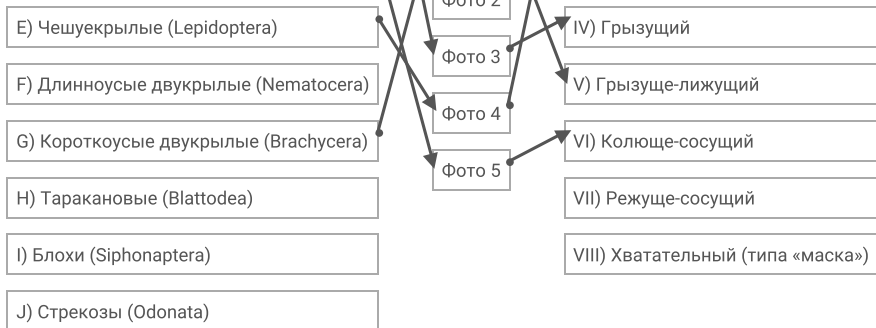 Фото 2
E) Чешуекрылые (Lepidoptera)
IV) Грызущий
Фото 3
F) Длинноусые двукрылые (Nematocera)
V) Грызуще-лижущий
Фото 4
G) Короткоусые двукрылые (Brachycera)
VI) Колюще-сосущий
Фото 5
H) Таракановые (Blattodea)
VII) Режуще-сосущий
I) Блохи (Siphonaptera)
VIII) Хватательный (типа «маска»)
J) Стрекозы (Odonata)